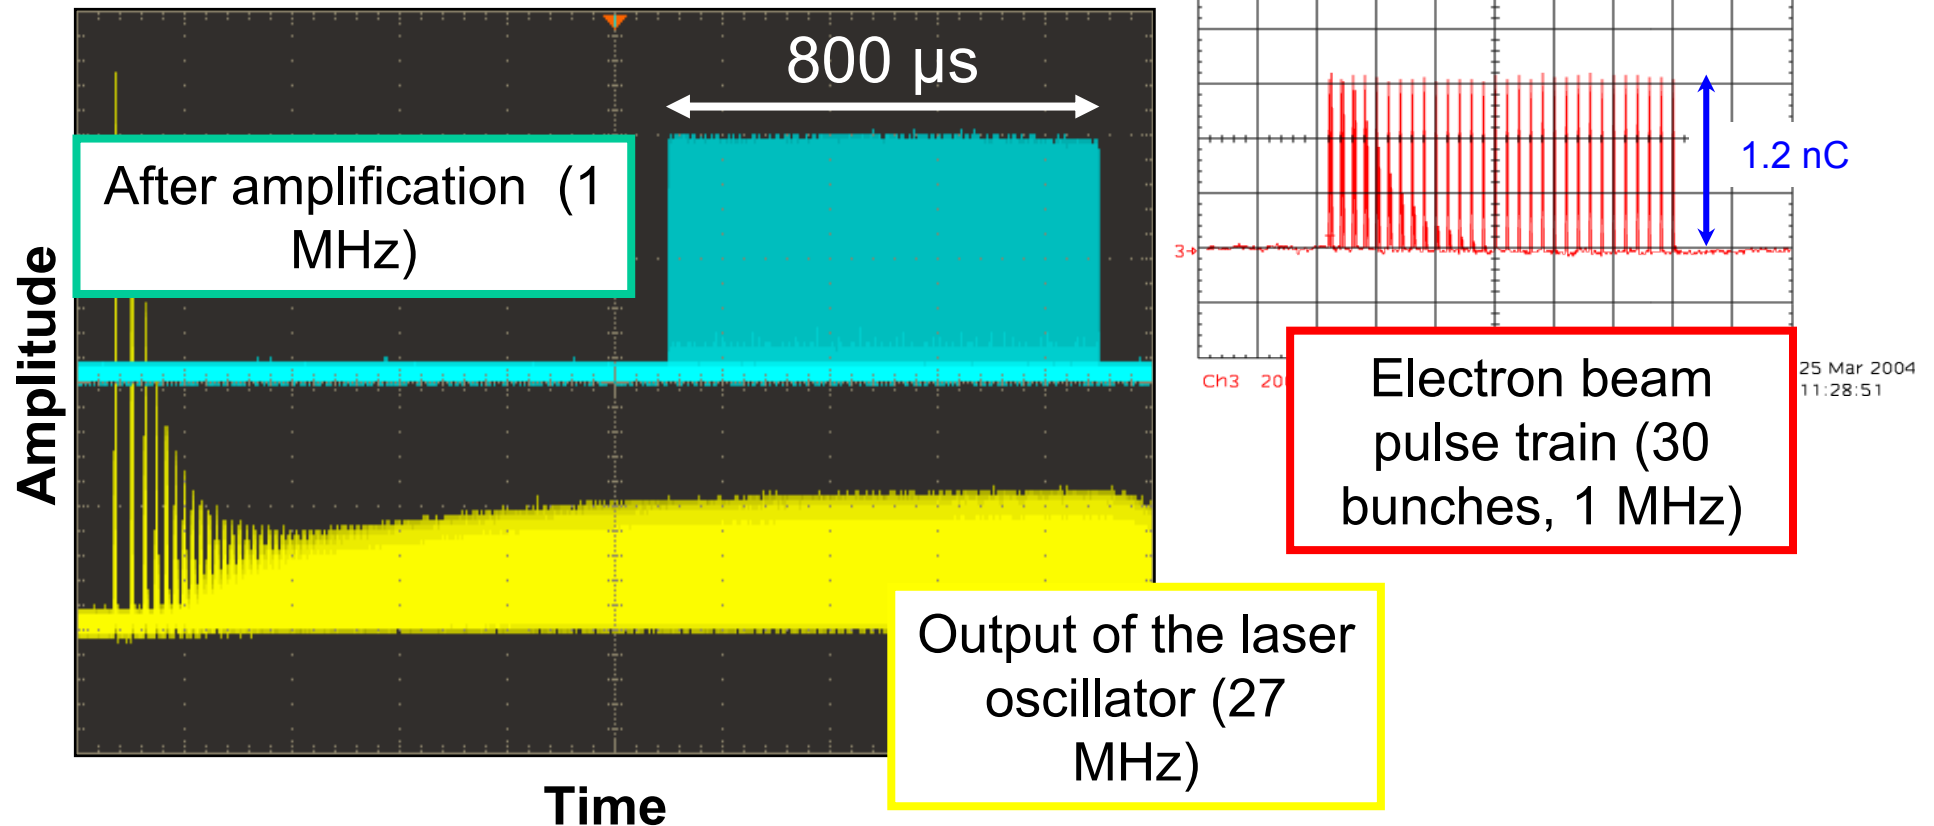 800 µs
After amplification (1
MHz)
Amplitude
Time
Output of the laser
oscillator (27
MHz)
1.2 nC
3
Ch3
Electron beam
pulse train (30
bunches, 1 MHz)
25 Mar 2004
11:28:51